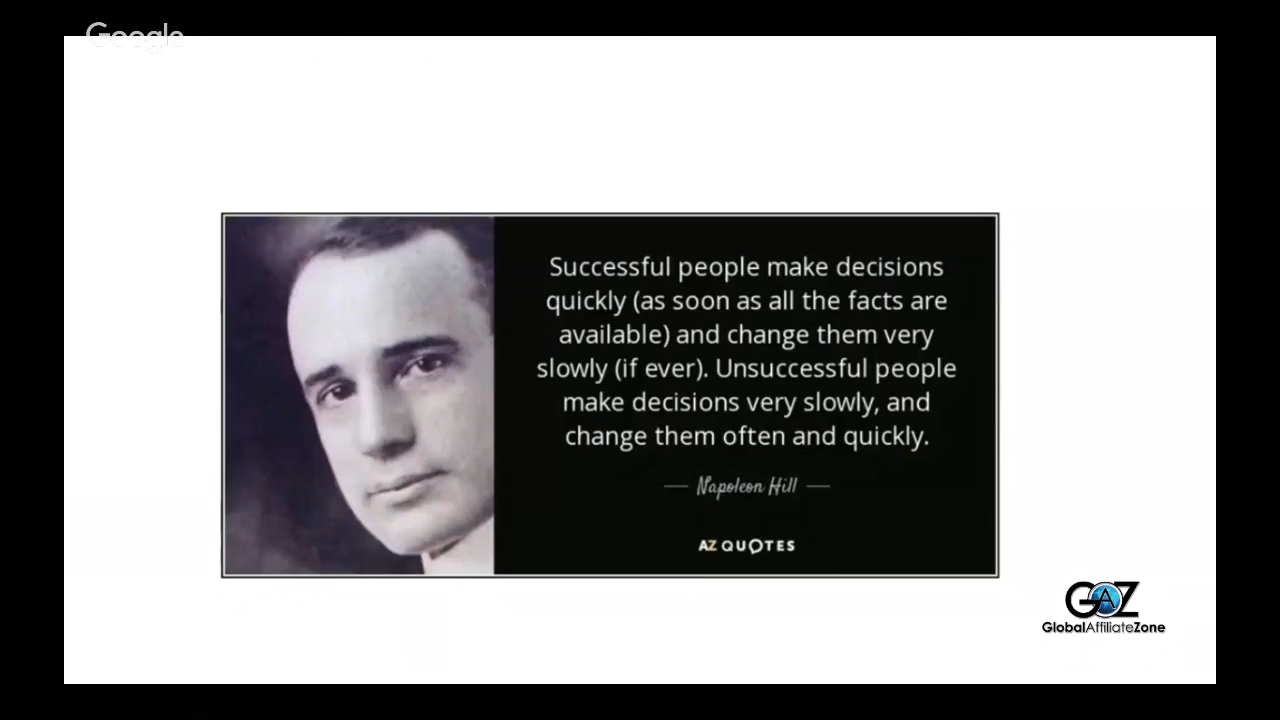 Google
Successful people make decisions
quickly (as soon as all the facts are
available) and change them very
slowly (if ever). Unsuccessful people
make decisions very slowly, and
change them often and quickly.
— Napoleon Hill —
AZ QUOTES
GAZ
GlobalAffiliateZone